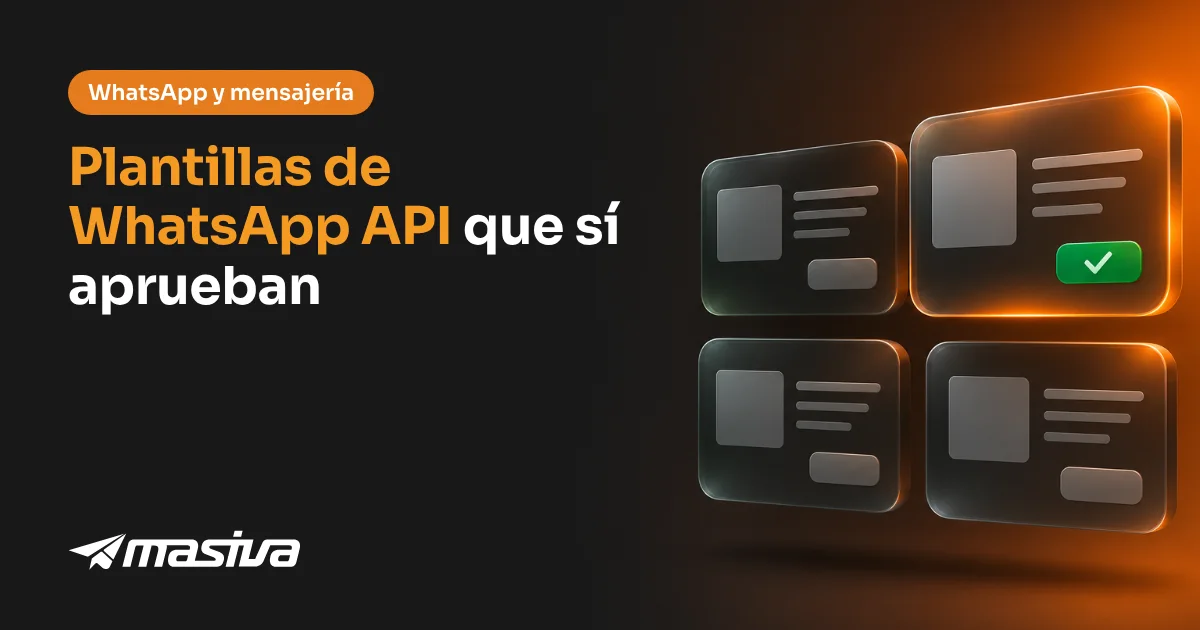 WhatsApp y mensajería
Plantillas de
WhatsApp API que sí
aprueban
masiva